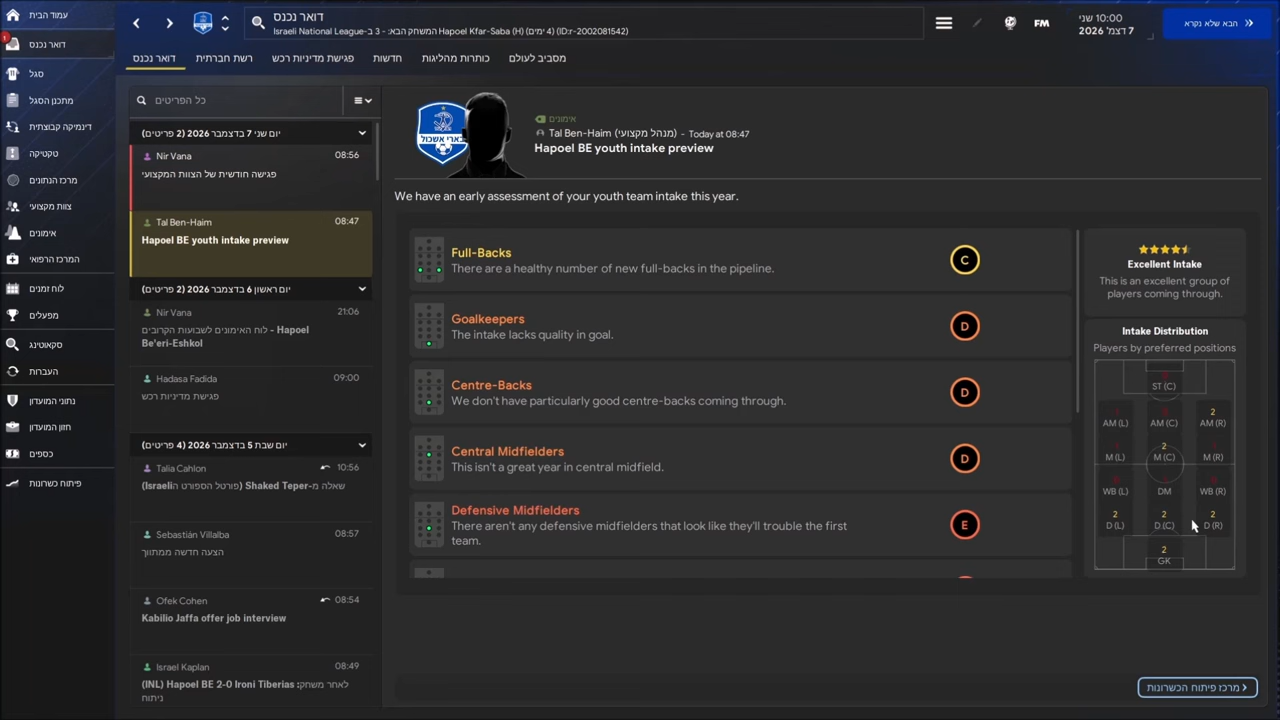 עמוד הבית
דואר נכנס
1
סגל
מתכנן הסגל
דינמיקה קבוצתית
טקטיקה
מרכז הנתונים
צוות מקצועי
אימונים
המרכז הרפואי
לוח זמנים
מפעלים
סקאוטינג
העברות
נתוני המועדון
חזון המועדון
כספים
פיתוח כשרונות
דואר נכנס
Israeli National League-המשחק הבא: - 3 ב Hapoel Kfar-Saba (H) (4 ימים) (ID:r-2002081542)
FM
10:00 שני
7 דצמ' 2026
הבא שלא נקרא
דואר נכנס
רשת חברתית
פגישת מדיניות רכש
חדשות
כותרות מהליגות
מסביב לעולם
כל הפריטים
יום שני 7 בדצמבר 2026 (2 פריטים)
Nir Vana
08:56
פגישה חודשית של הצוות המקצועי
Tal Ben-Haim
08:47
Hapoel BE youth intake preview
יום ראשון 6 בדצמבר 2026 (2 פריטים)
Nir Vana
21:06
לוח האימונים לשבועות הקרובים - Hapoel
Be'eri-Eshkol
Hadasa Fadida
09:00
פגישת מדיניות רכש
יום שבת 5 בדצמבר 2026 (4 פריטים)
Talia Cahlon
10:56
שאלה מ-Shaked Teper (פורטל הספורט הIsraeli)
Sebastián Villalba
08:57
הצעה חדשה ממתווך
Ofek Cohen
08:54
Kabilio Jaffa offer job interview
Israel Kaplan
08:49
לאחר משחק: (INL) Hapoel BE 2-0 Ironi Tiberias
ניתוח
בארי אשכול
אימונים
Tal Ben-Haim (מנהל מקצועי) - Today at 08:47
Hapoel BE youth intake preview
We have an early assessment of your youth team intake this year.
Full-Backs
There are a healthy number of new full-backs in the pipeline.
C
Goalkeepers
The intake lacks quality in goal.
D
Centre-Backs
We don't have particularly good centre-backs coming through.
D
Central Midfielders
This isn't a great year in central midfield.
D
Defensive Midfielders
There aren't any defensive midfielders that look like they'll trouble the first
team.
E
Excellent Intake
This is an excellent group of
players coming through.
Intake Distribution
Players by preferred positions
ST (C)
2
AM (L) AM (C) AM (R)
2
M (L) M (C) M (R)
WB (L) DM WB (R)
2 2 2
D (L) D (C) D (R)
2
GK
מרכז פיתוח הכשרונות